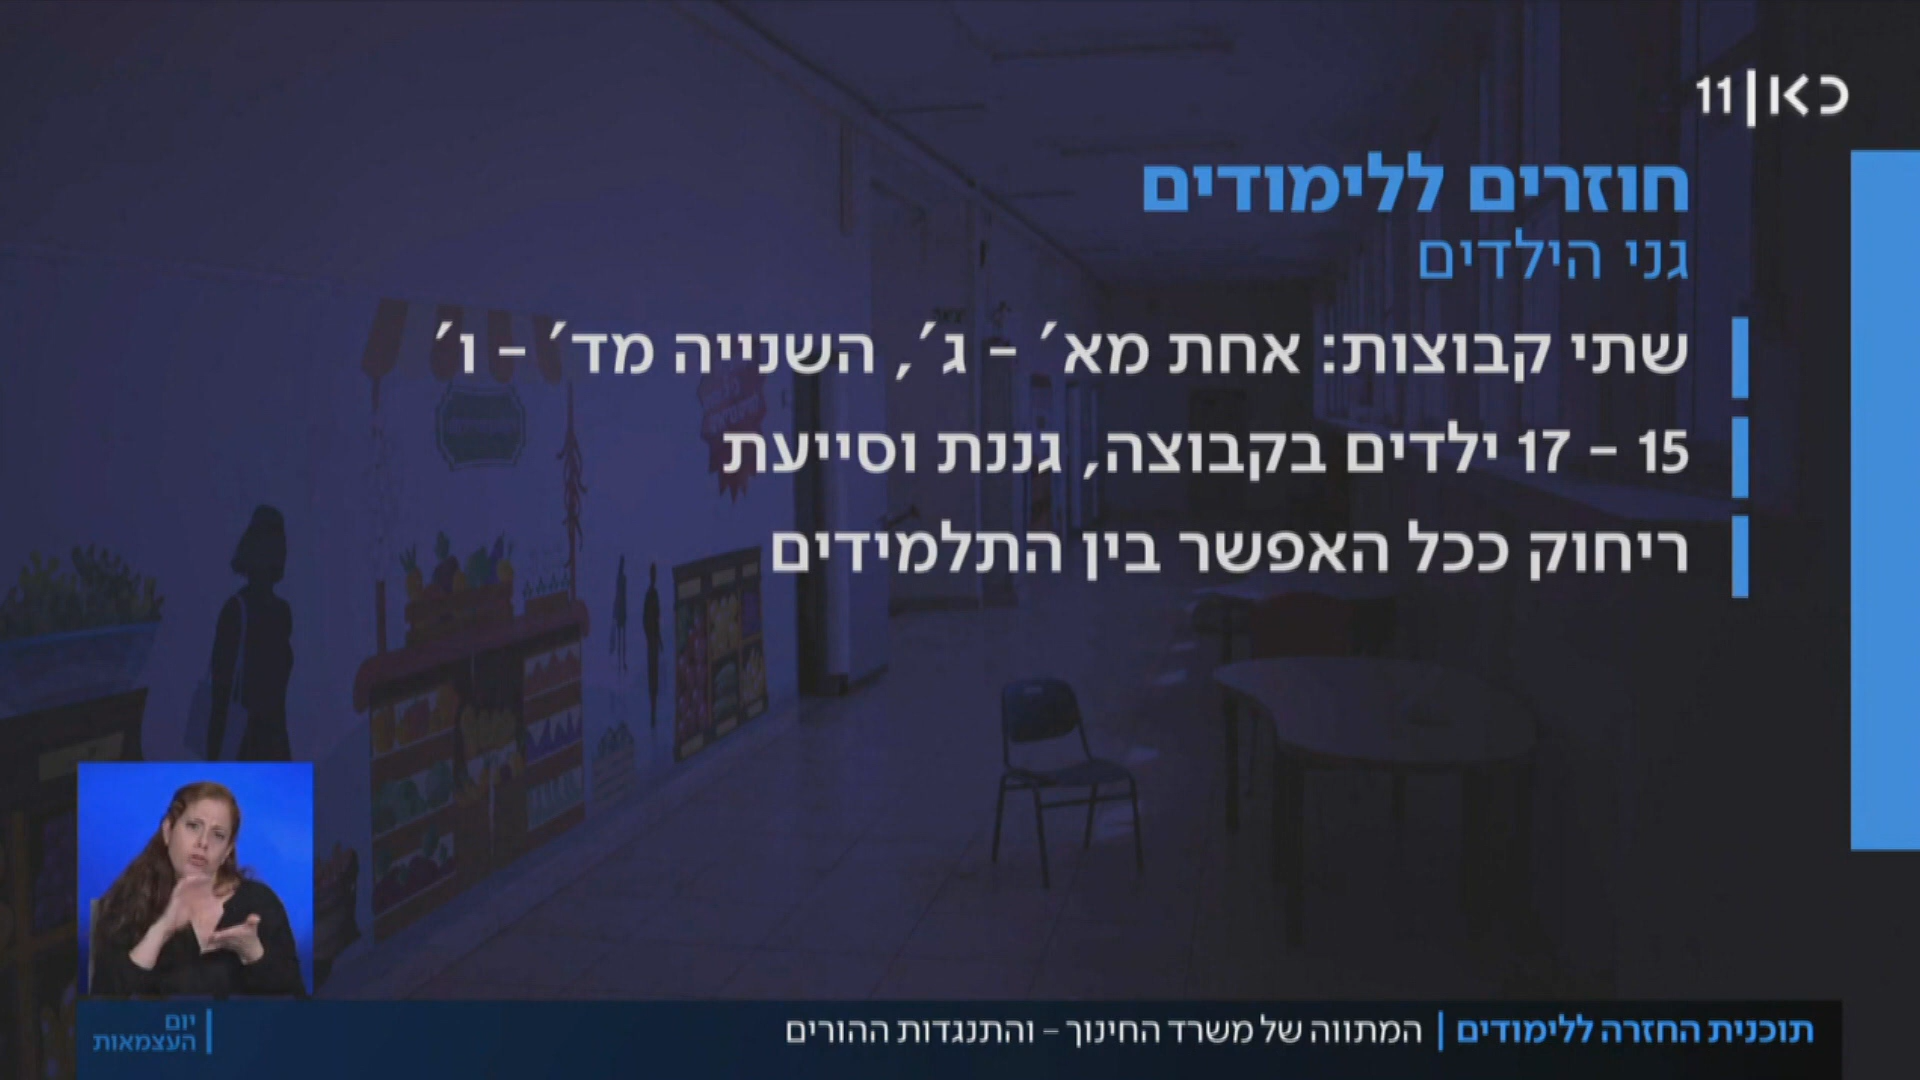 כאן|11
חוזרים ללימודים
גני הילדים
שתי קבוצות: אחת מא׳ – ג׳, השנייה מד׳ – ו׳
15 – 17 ילדים בקבוצה, גננת וסייעת
ריחוק ככל האפשר בין התלמידים
תוכנית החזרה ללימודים | המתווה של משרד החינוך – והתנגדות ההורים
יום
העצמאות